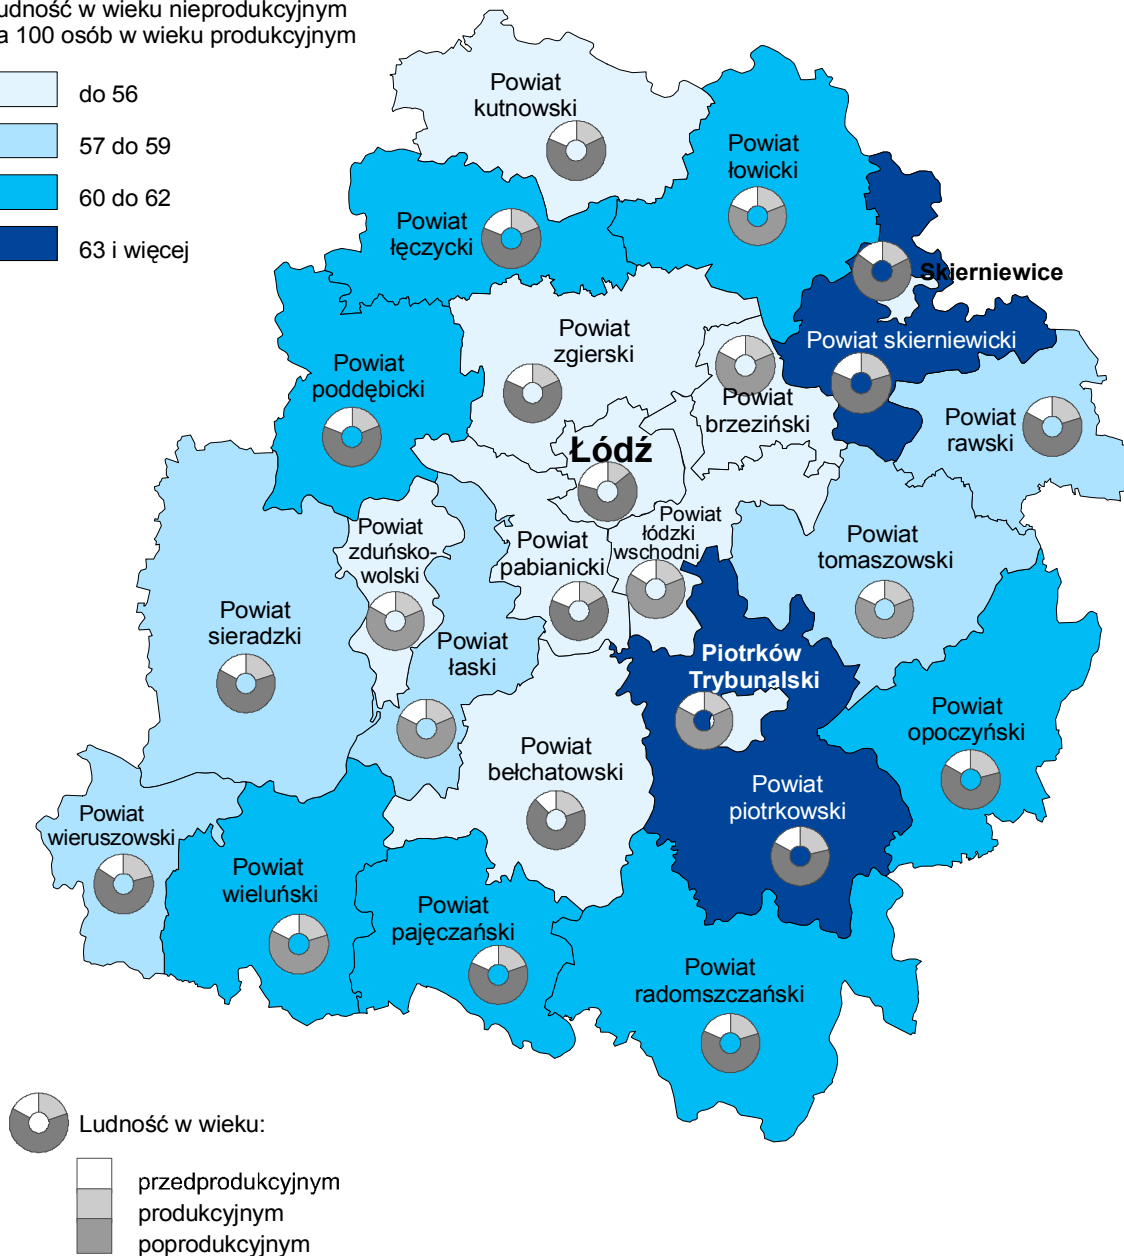 udność w wieku nieprodukcyjnym
a 100 osób w wieku produkcyjnym
do 56
57 do 59
60 do 62
63 i więcej
Powiat
kutnowski
Powiat
łowicki
Powiat
łęczycki
Skierniewice
Powiat
zgierski
Powiat skierniewicki
Powiat
poddębicki
Powiat
brzeziński
Powiat
rawski
Łódź
Powiat
zduńsko-
wolski
Powiat
pabianicki
Powiat
łódzki
wschodni
Powiat
tomaszowski
Powiat
sieradzki
Powiat
łaski
Piotrków
Trybunalski
Powiat
opoczyński
Powiat
bełchatowski
Powiat
piotrkowski
Powiat
wieruszowski
Powiat
wieluński
Powiat
pajęczański
Powiat
radomszczański
Ludność w wieku:
przedprodukcyjnym
produkcyjnym
poprodukcyjnym